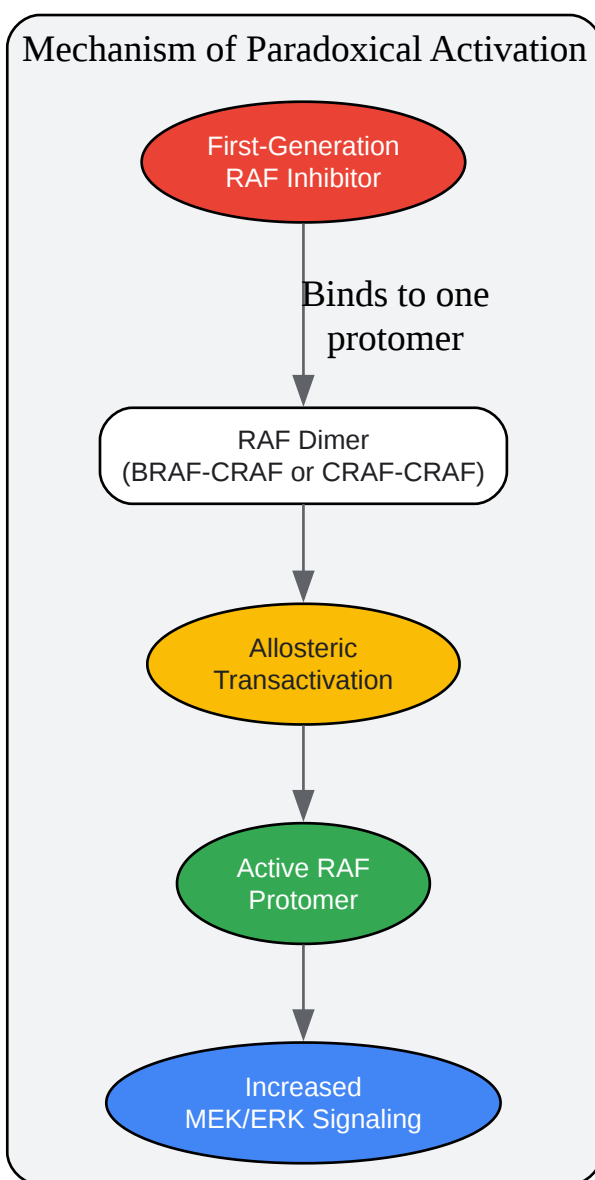 Mechanism of Paradoxical Activation
First-Generation
RAF Inhibitor
Binds to one
protomer
RAF Dimer
(BRAF-CRAF or CRAF-CRAF)
Allosteric
Transactivation
Active RAF
Protomer
Increased
MEK/ERK Signaling